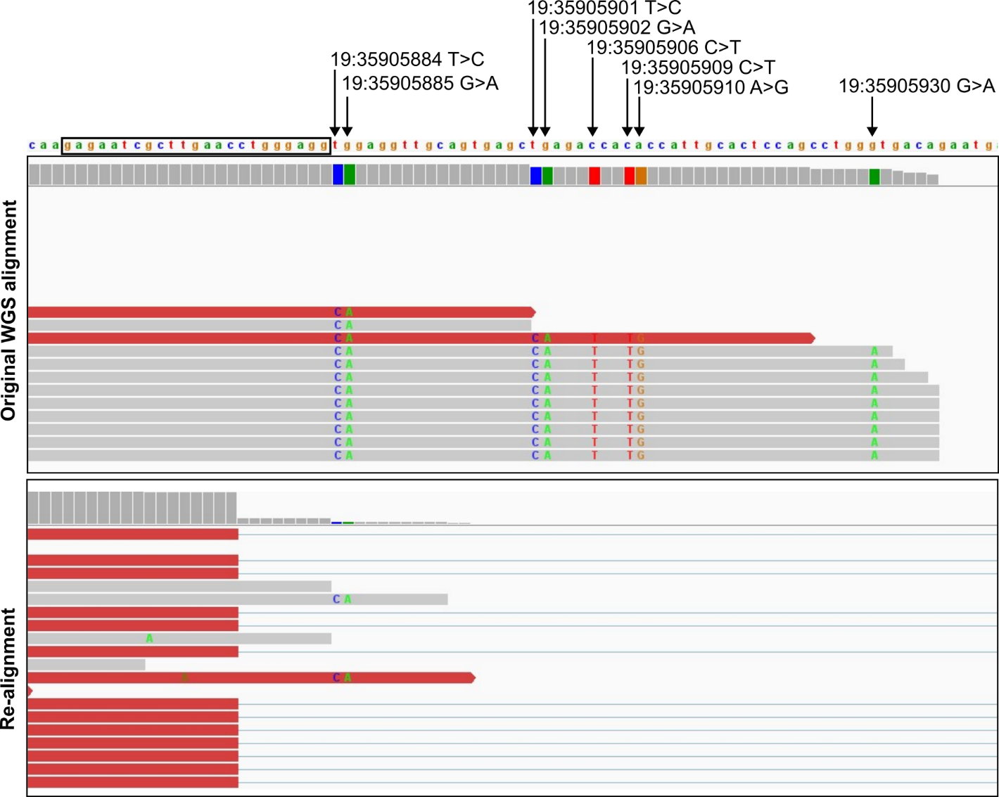 19:35905901 T>C
19:35905902 G>A
19:35905906 C>T
19:35905884 T>C
19:35905909 C>T
19:35905885 G>A
19:35905910 A>G
19:35905930 G>A
c a a g a g a a t c g c t t g a a c c t g g g a g g t g g a g g t t g c a g t g a g c t g a g a c c a c a c c a t t g c a c t c c a g c c t g g g t g a c a g a a t g
Original WGS alignment
C A
C A
C A C A T T G
C A C A T T G A
C A C A T T G A
C A C A T T G A
C A C A T T G A
C A C A T T G A
C A C A T T G A
C A C A T T G A
C A C A T T G A
C A C A T T G A
Re-alignment
C A
A
C A